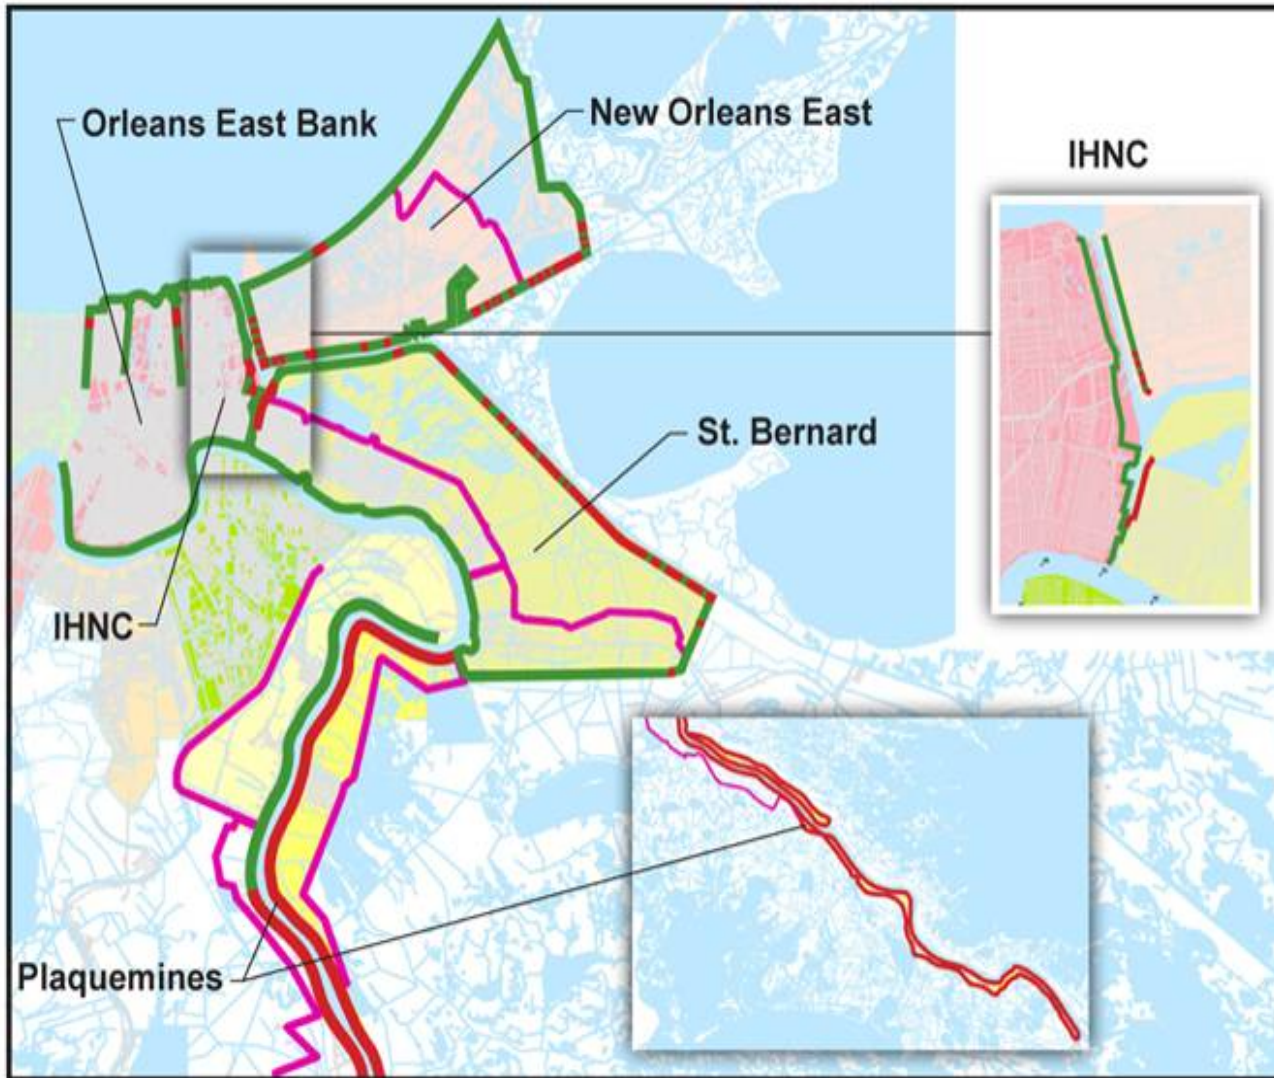 Orleans East Bank
New Orleans East
IHNC
St. Bernard
IHNC
Plaquemines